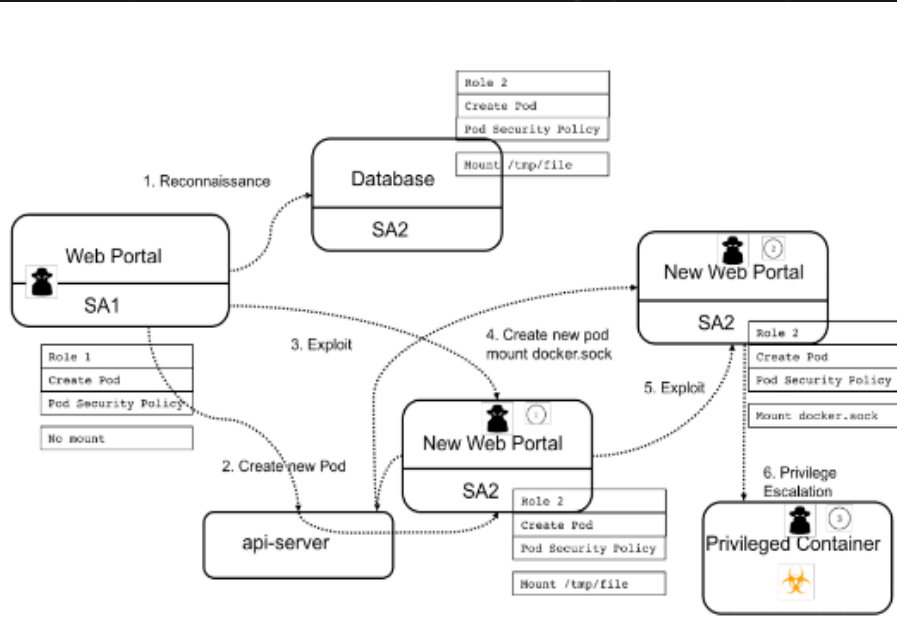 Role 2
Create Pod
Pod Security Policy
Mount /tmp/file
1. Reconnaissance
Database
SA2
Web Portal
SA1
Role 1
Create Pod
Pod Security Policy
No mount
3. Exploit
4. Create new pod
mount docker.sock
2
New Web Portal
SA2
Role 2
Create Pod
Pod Security Policy
Mount docker.sock
5. Exploit
1
New Web Portal
SA2
Role 2
Create Pod
Pod Security Policy
Mount /tmp/file
2. Create new Pod
api-server
6. Privilege
Escalation
3
Privileged Container